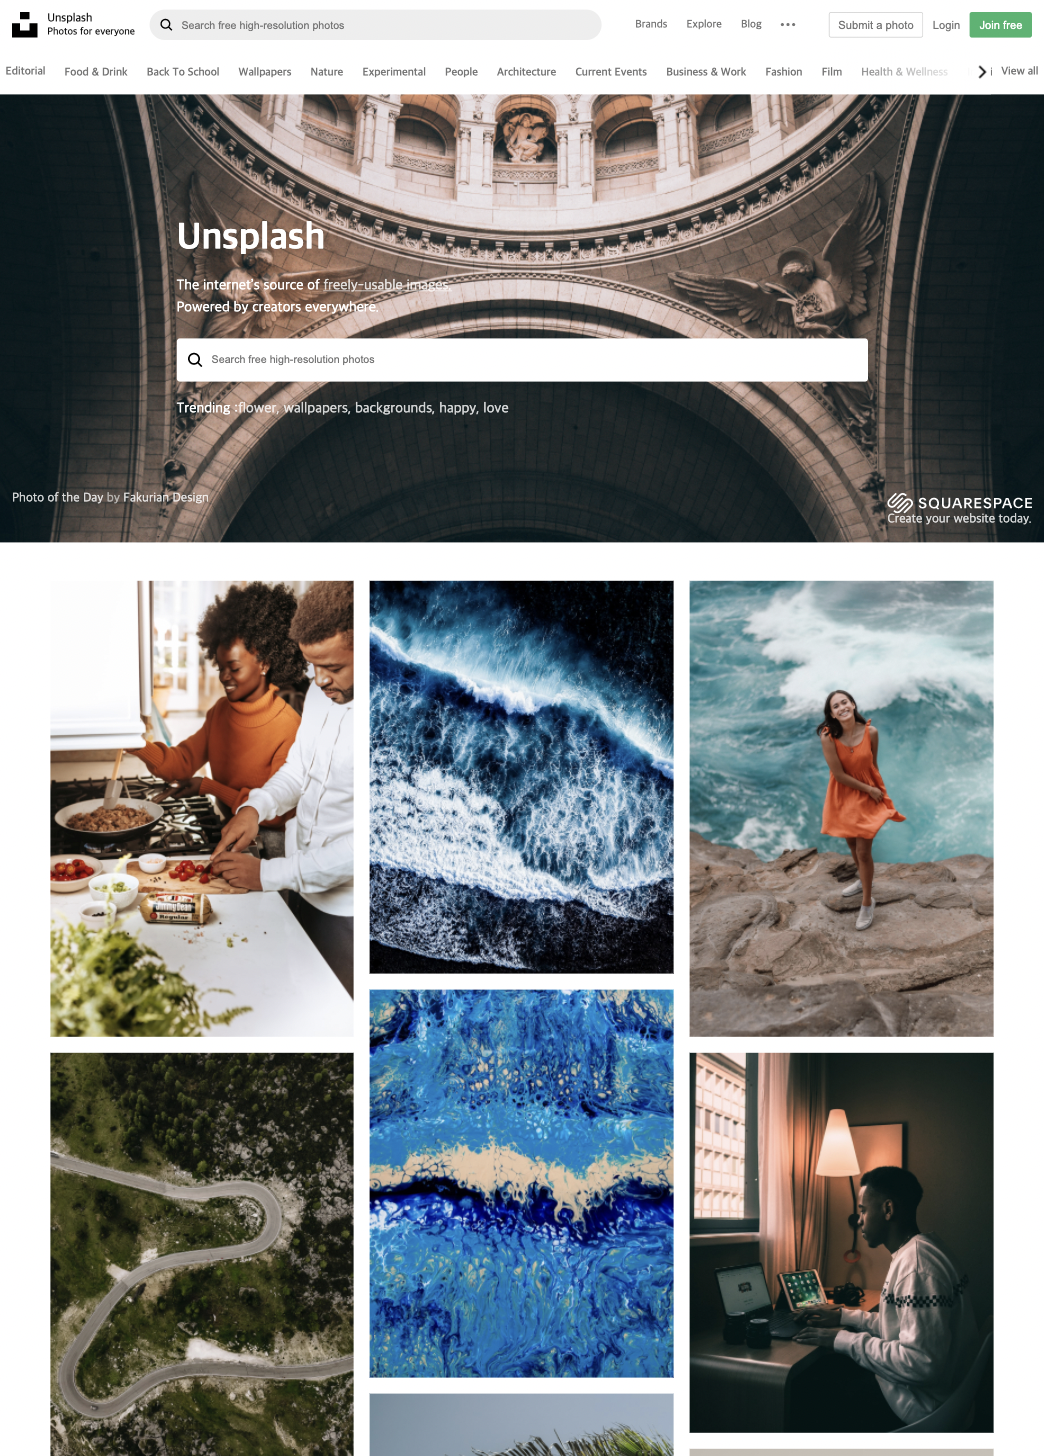 Unsplash
Photos for everyone
Search free high-resolution photos
Brands Explore Blog
Submit a photo Login Join free
Editorial Food & Drink Back To School Wallpapers Nature Experimental People Architecture Current Events Business & Work Fashion Film Health & Wellness View all
Unsplash
The internet's source of freely-usable images.
Powered by creators everywhere.
Search free high-resolution photos
Trending :flower, wallpapers, backgrounds, happy, love
Photo of the Day by Fakurian Design
SQUARESPACE
Create your website today.
Jimmy Dean
Regular